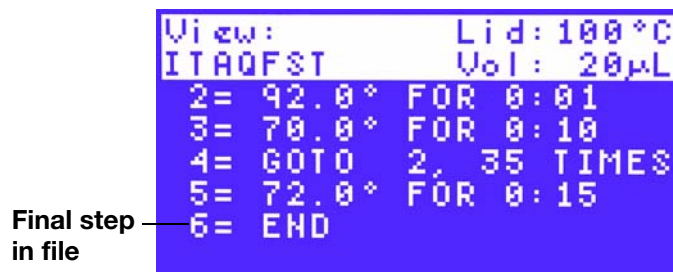 View: Lid:100°C
ITAQFST Vol: 20µL
2= 92.0° FOR 0:01
3= 70.0° FOR 0:10
4= GOTO 2, 35 TIMES
5= 72.0° FOR 0:15
6= END
Final step
in file